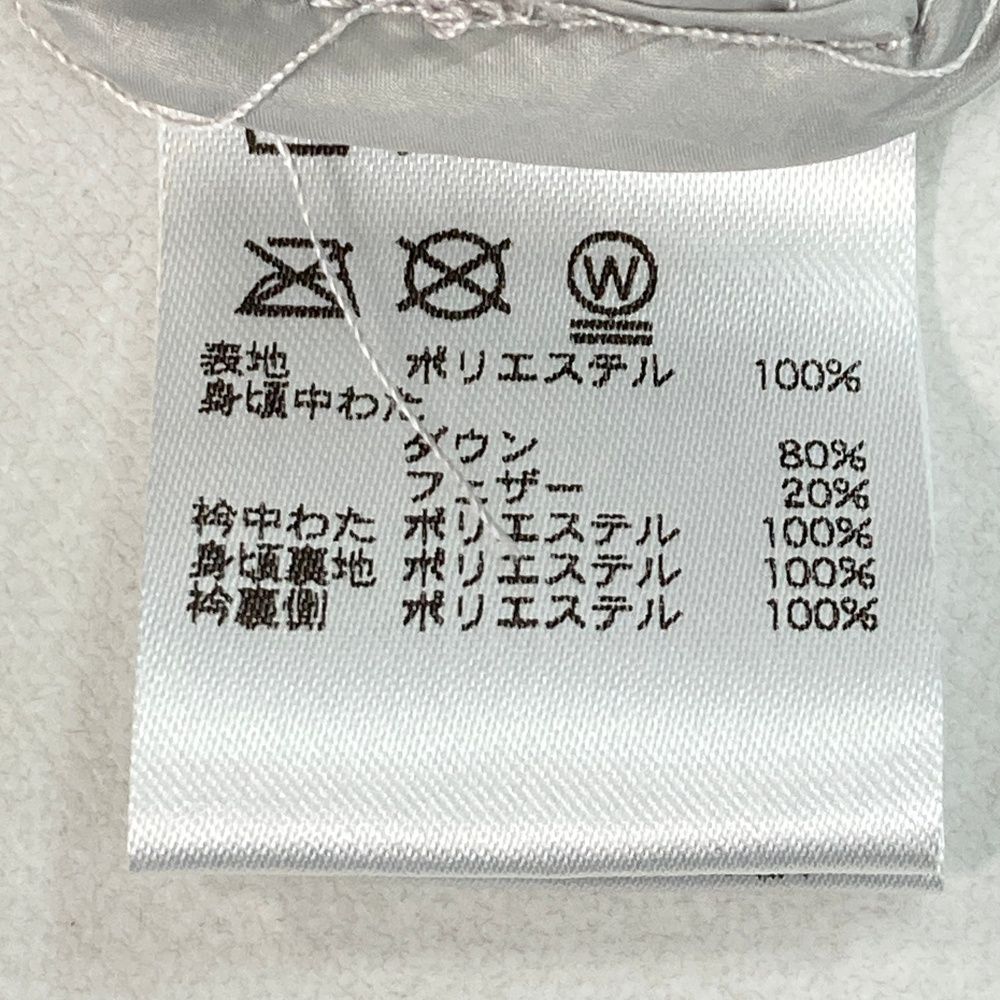 W
表地 ポリエステル 100%
身頃中わた
ダウン 80%
フェザー 20%
衿中わた ポリエステル 100%
身頃裏地 ポリエステル 100%
衿裏側 ポリエステル 100%